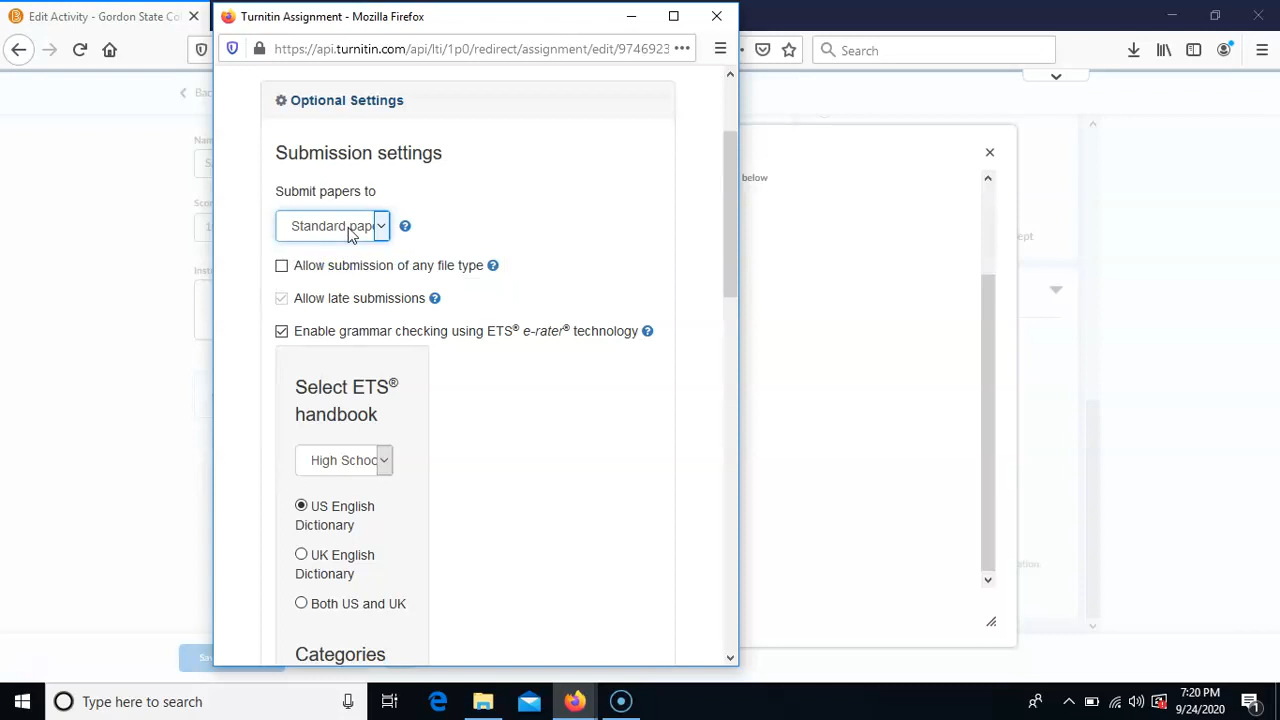 Edit Activity - Gordon State Co
Turnitin Assignment - Mozilla Firefox
https://api.turnitin.com/api/lti/1p0/redirect/assignment/edit/9746923
Search
Optional Settings
Submission settings
Submit papers to
Standard pap
Allow submission of any file type
Allow late submissions
Enable grammar checking using ETS® e-rater® technology
Select ETS®
handbook
High Schoo
US English
Dictionary
UK English
Dictionary
Both US and UK
Categories
below
Type here to search
7:20 PM
9/24/2020